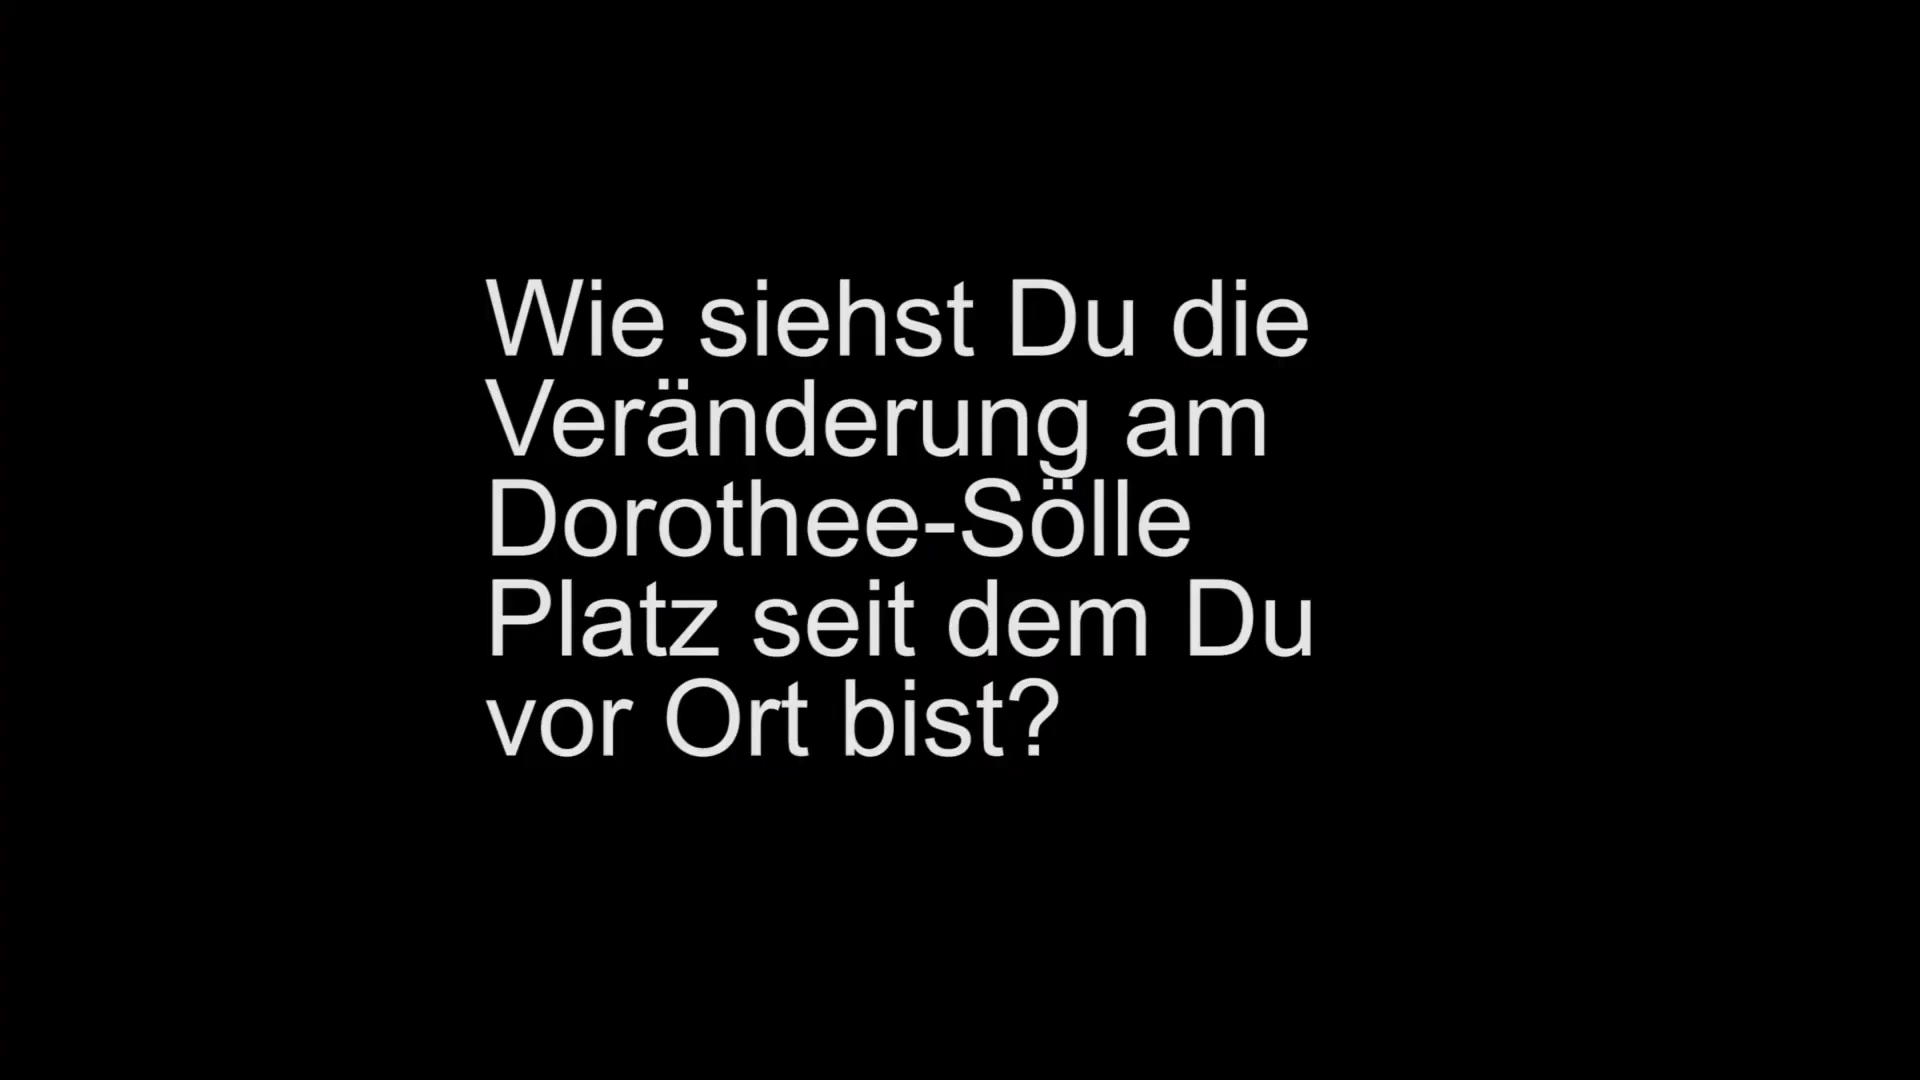 Wie siehst Du die
Veränderung am
Dorothee-Sölle
Platz seit dem Du
vor Ort bist?